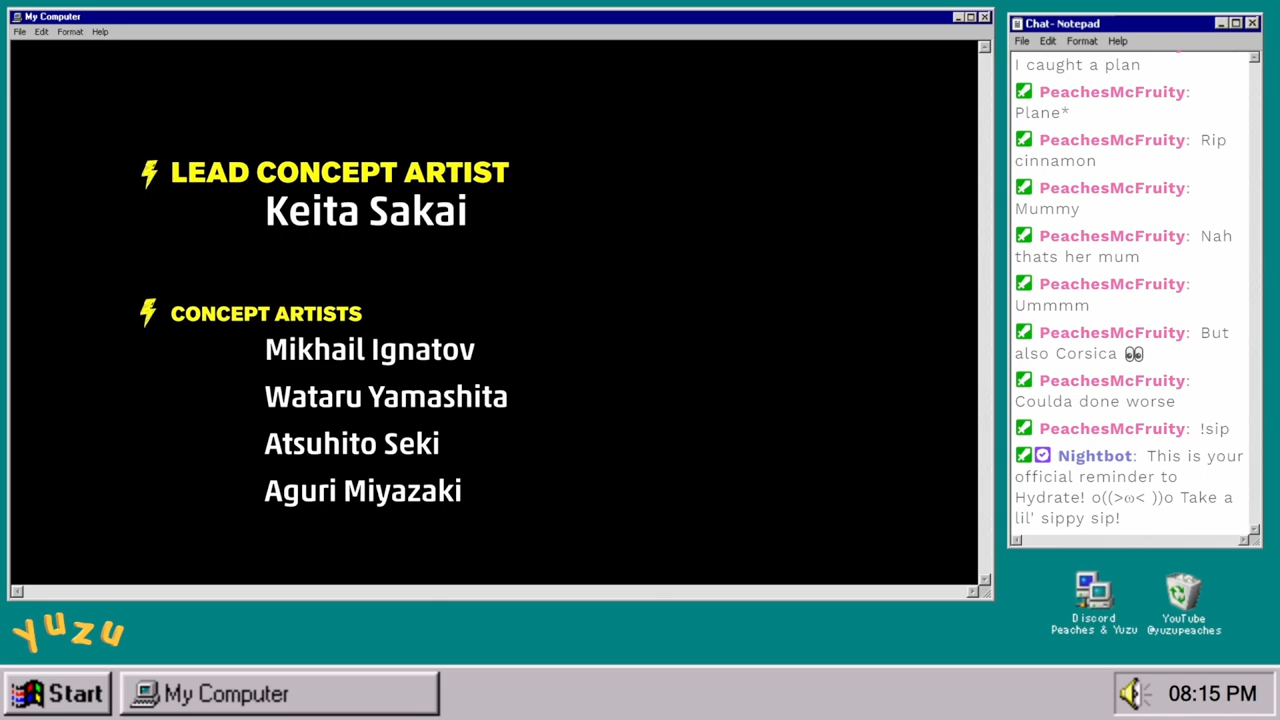 My Computer
File Edit Format Help
LEAD CONCEPT ARTIST
Keita Sakai
CONCEPT ARTISTS
Mikhail Ignatov
Wataru Yamashita
Atsuhito Seki
Aguri Miyazaki
Chat- Notepad
File Edit Format Help
I caught a plan
PeachesMcFruity:
Plane*
PeachesMcFruity: Rip
cinnamon
PeachesMcFruity:
Mummy
PeachesMcFruity: Nah
thats her mum
PeachesMcFruity:
Ummmm
PeachesMcFruity: But
also Corsica 👀
PeachesMcFruity:
Coulda done worse
PeachesMcFruity: !sip
Nightbot: This is your
official reminder to
Hydrate! o((>ω< ))o Take a
lil' sippy sip!
Discord
Peaches & Yuzu
YouTube
@yuzupeaches
yuzu
Start
My Computer
08:15 PM